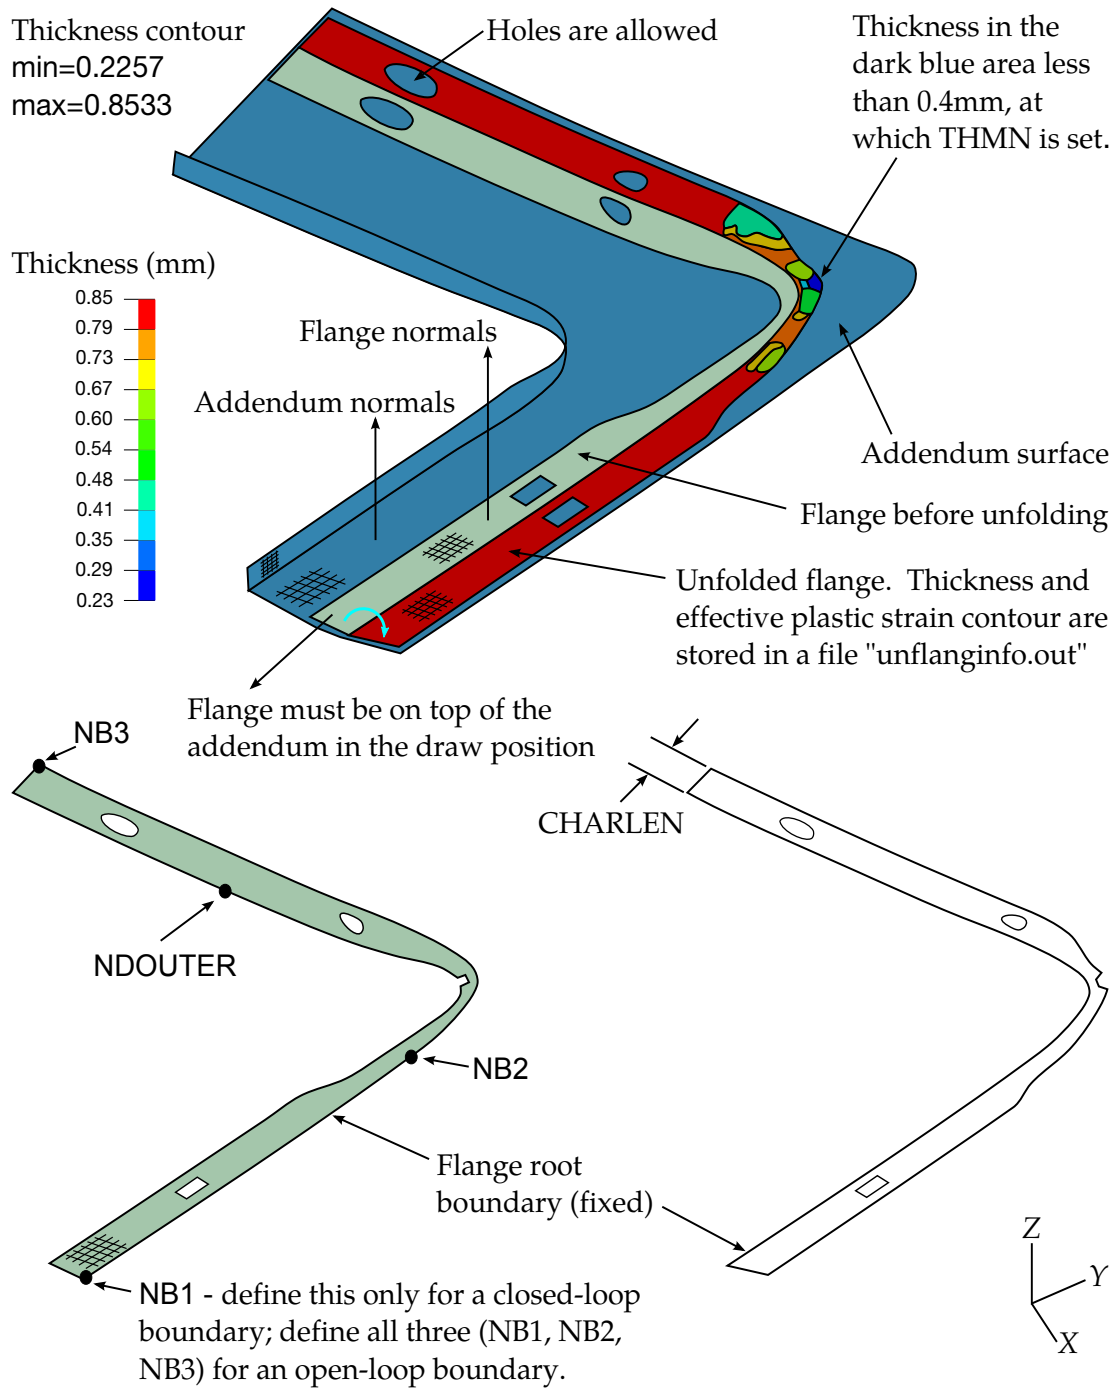 Thickness contour
min=0.2257
max=0.8533
Holes are allowed
Thickness in the
dark blue area less
than 0.4mm, at
which THMN is set.
Thickness (mm)
0.85
0.79
0.73
0.67
0.60
0.54
0.48
0.41
0.35
0.29
0.23
Flange normals
Addendum normals
Addendum surface
Flange before unfolding
Unfolded flange. Thickness and
effective plastic strain contour are
stored in a file "unflanginfo.out"
Flange must be on top of the
addendum in the draw position
NB3
CHARLEN
NDOUTER
NB2
Flange root
boundary (fixed)
NB1 - define this only for a closed-loop
boundary; define all three (NB1, NB2,
NB3) for an open-loop boundary.
Z
Y
X